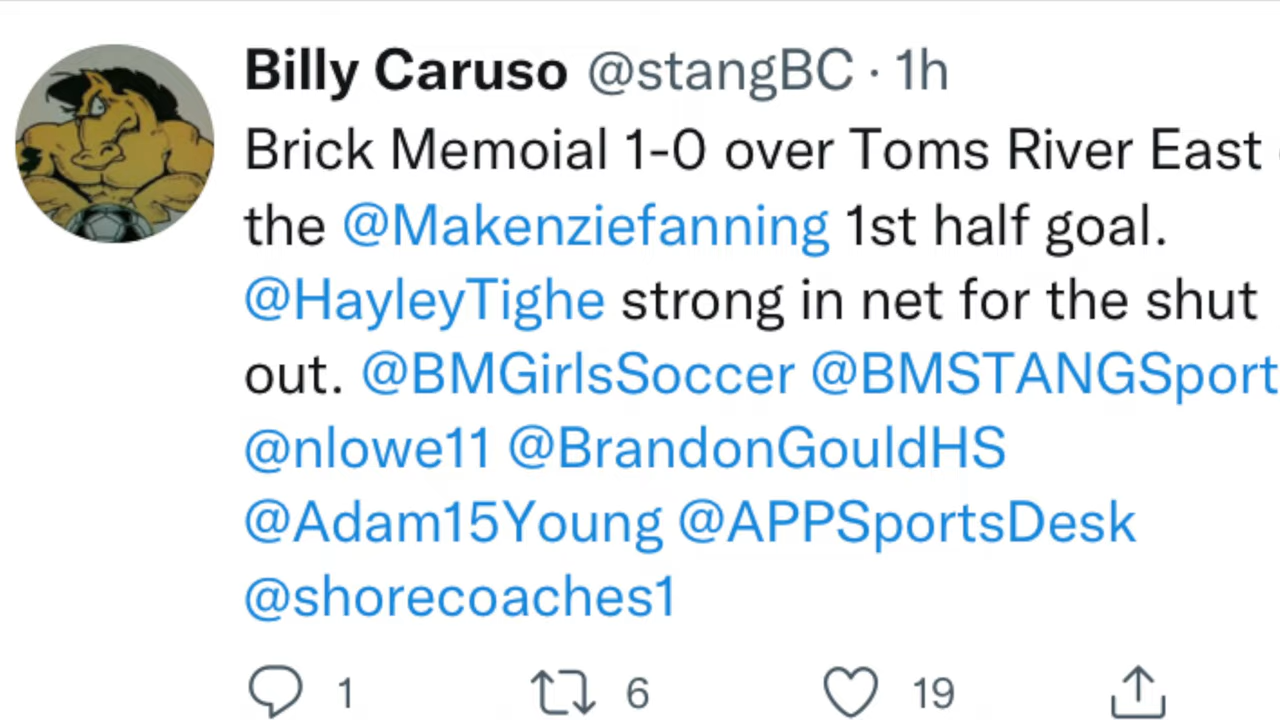 Billy Caruso @stangBC · 1h
Brick Memoial 1-0 over Toms River East
the @Makenziefanning 1st half goal.
@HayleyTighe strong in net for the shut
out. @BMGirlsSoccer @BMSTANGSport
@nlowe11 @BrandonGouldHS
@Adam15Young @APPSportsDesk
@shorecoaches1
1 6 19